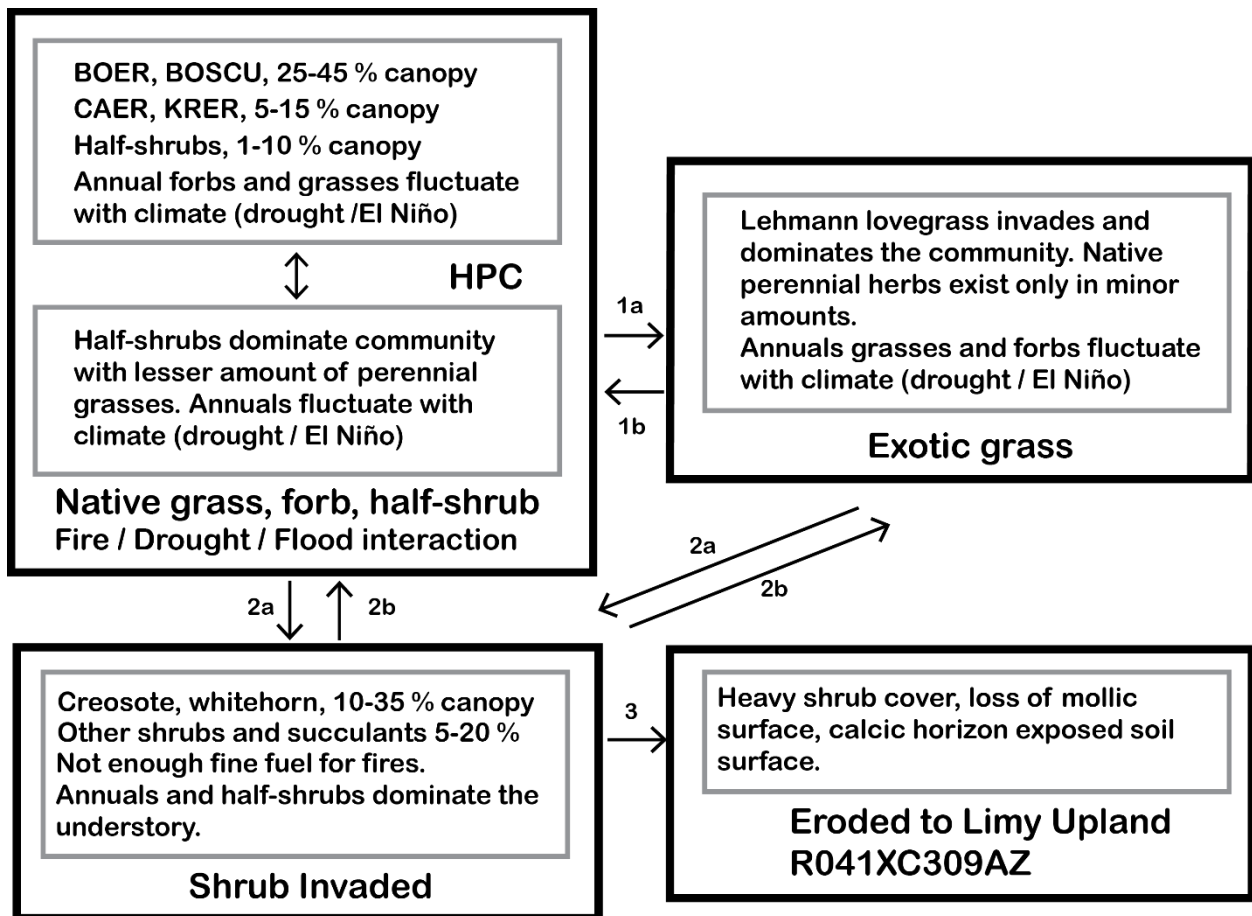 BOER, BOSCU, 25-45 % canopy
CAER, KRER, 5-15 % canopy
Half-shrubs, 1-10 % canopy
Annual forbs and grasses fluctuate
with climate (drought /El Niño)
HPC
Half-shrubs dominate community
with lesser amount of perennial
grasses. Annuals fluctuate with
climate (drought / El Niño)
Native grass, forb, half-shrub
Fire / Drought / Flood interaction
1a
1b
Lehmann lovegrass invades and
dominates the community. Native
perennial herbs exist only in minor
amounts.
Annuals grasses and forbs fluctuate
with climate (drought / El Niño)
Exotic grass
2a
2b
2a
2b
Creosote, whitehorn, 10-35 % canopy
Other shrubs and succulants 5-20 %
Not enough fine fuel for fires.
Annuals and half-shrubs dominate the
understory.
Shrub Invaded
3
Heavy shrub cover, loss of mollic
surface, calcic horizon exposed soil
surface.
Eroded to Limy Upland
R041XC309AZ